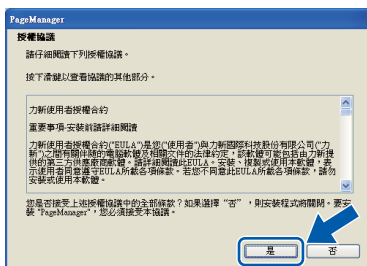 PageManager
授權協議
請仔細閱讀下列授權協議。
按下滑鍵以查看協議的其他部分。
力新使用者授權合約
重要事項-安裝前請詳細閱讀
力新使用者授權合約("EULA")是您("使用者")與力新國際科技股份有限公司("力
新")之間有關伴隨的電腦軟體及相關文件的法律約定，該軟體可能包括由力新提
供的第三方供應廠商軟體。請詳細閱讀此EULA。安裝、複製或使用本軟體，表
示使用者同意遵守EULA所載各項條款。若您不同意此EULA所載各項條款，請勿
安裝或使用本軟體。
您是否接受上述授權協議中的全部條款？如果選擇 "否"，則安裝程式將關閉。要安
裝 "PageManager"，您必須接受本協議。
是
否